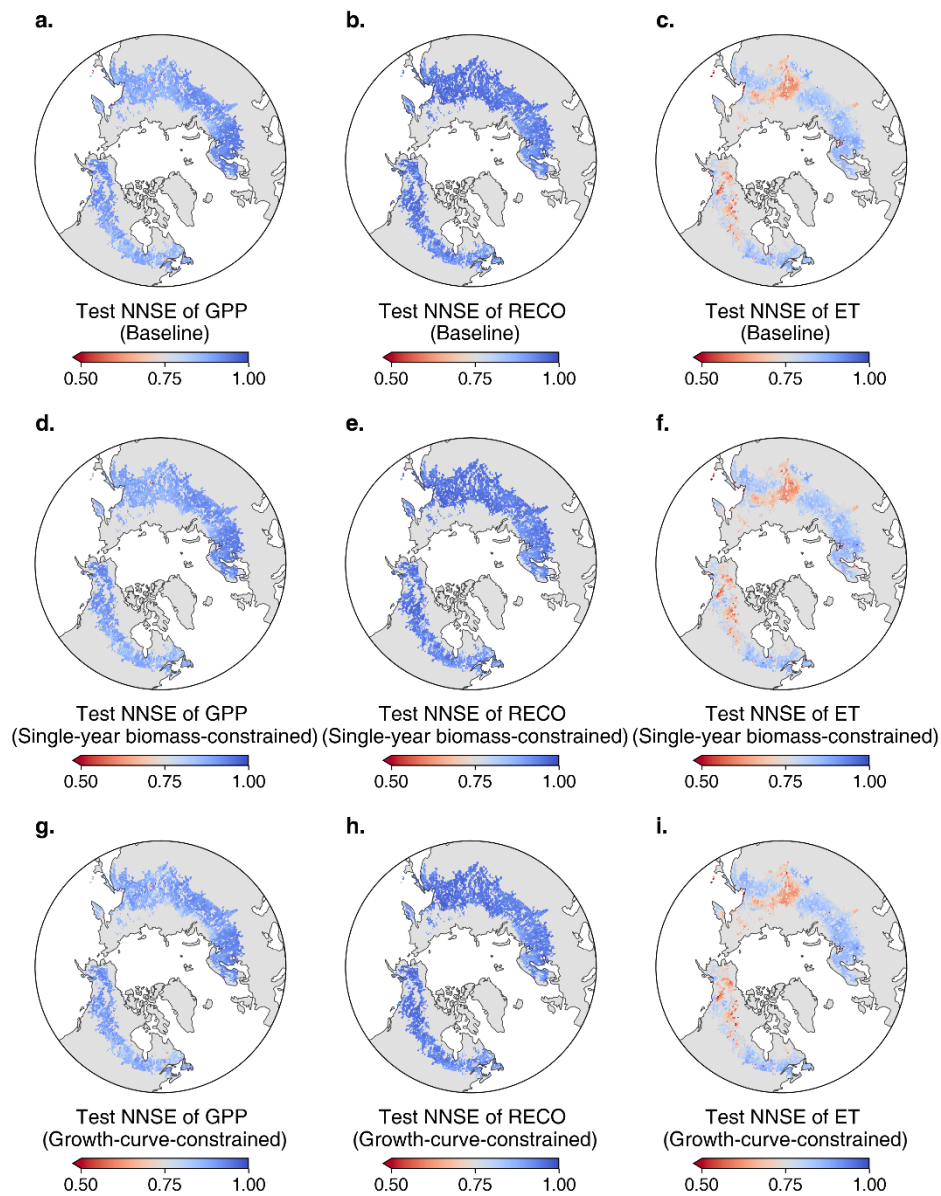 a.
b.
c.
Test NNSE of GPP
(Baseline)
0.50 0.75 1.00
Test NNSE of RECO
(Baseline)
0.50 0.75 1.00
Test NNSE of ET
(Baseline)
0.50 0.75 1.00
d.
e.
f.
Test NNSE of GPP
(Single-year biomass-constrained)
0.50 0.75 1.00
Test NNSE of RECO
(Single-year biomass-constrained)
0.50 0.75 1.00
Test NNSE of ET
(Single-year biomass-constrained)
0.50 0.75 1.00
g.
h.
i.
Test NNSE of GPP
(Growth-curve-constrained)
0.50 0.75 1.00
Test NNSE of RECO
(Growth-curve-constrained)
0.50 0.75 1.00
Test NNSE of ET
(Growth-curve-constrained)
0.50 0.75 1.00